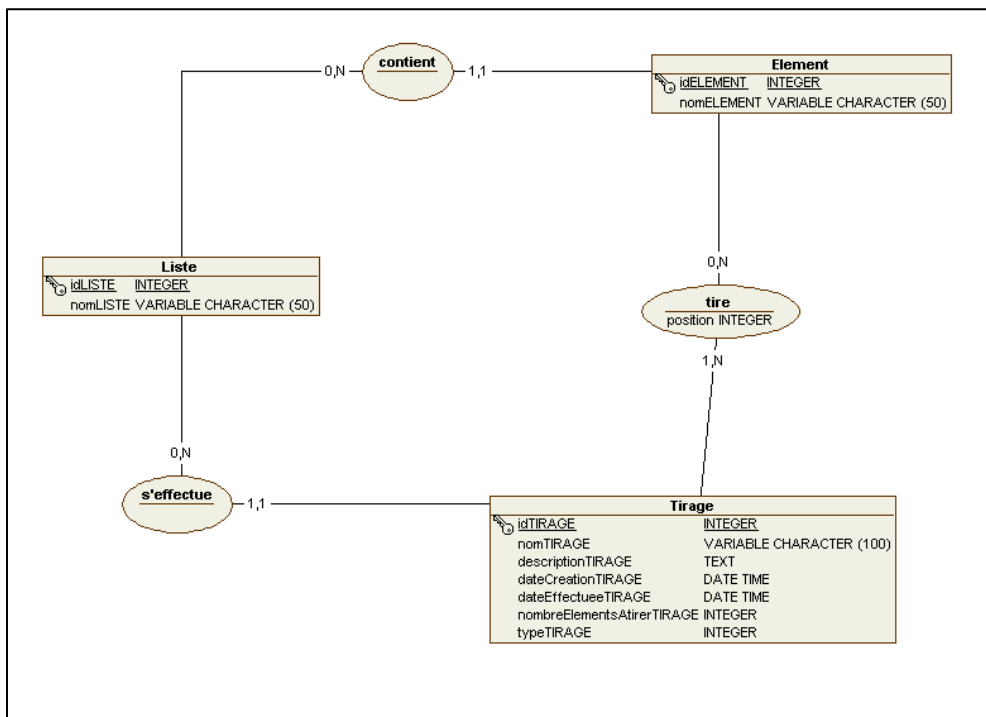 contient
0,N
1,1
Element
idELEMENT INTEGER
nomELEMENT VARIABLE CHARACTER (50)
Liste
idLISTE INTEGER
nomLISTE VARIABLE CHARACTER (50)
0,N
tire
position INTEGER
1,N
0,N
s'effectue
1,1
Tirage
idTIRAGE INTEGER
nomTIRAGE VARIABLE CHARACTER (100)
descriptionTIRAGE TEXT
dateCreationTIRAGE DATE TIME
dateEffectueeTIRAGE DATE TIME
nombreElementsAtirerTIRAGE INTEGER
typeTIRAGE INTEGER